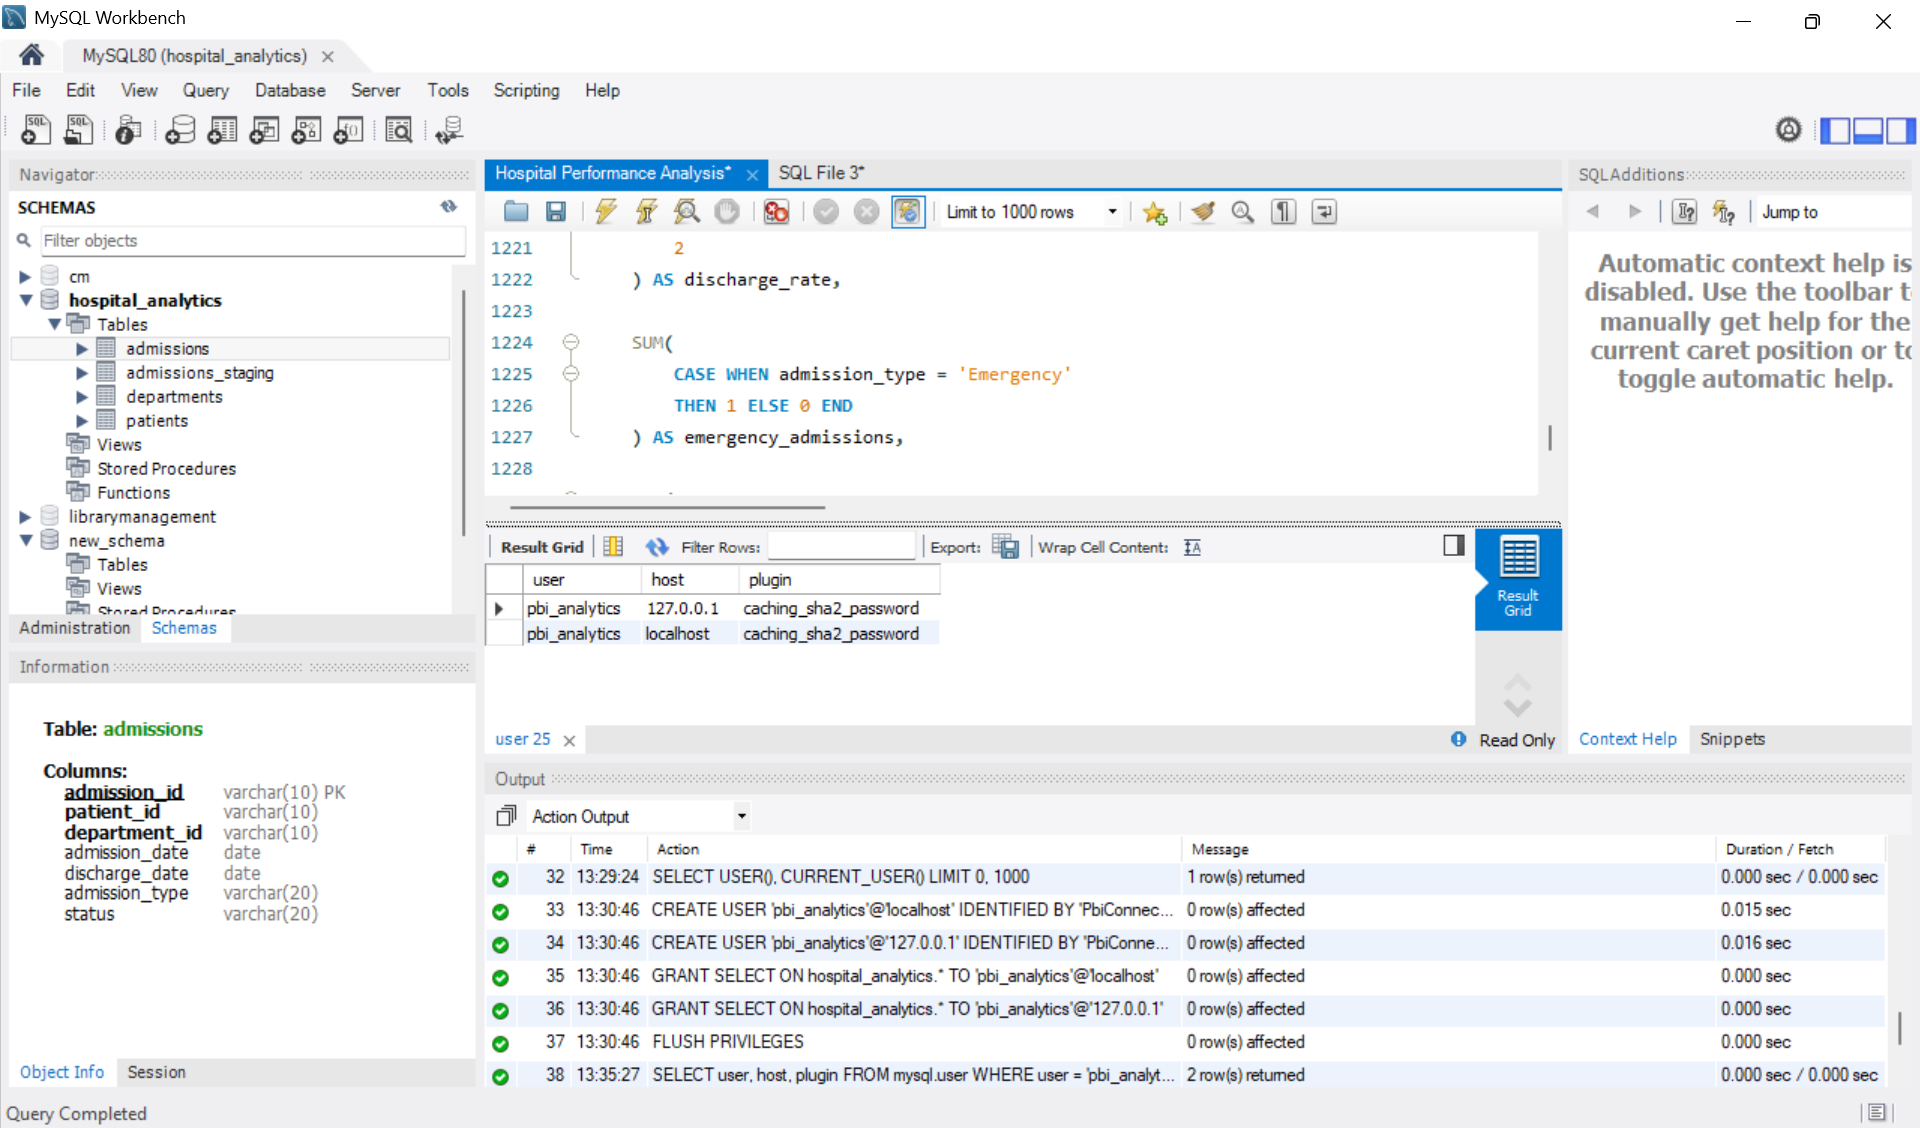 MySQL Workbench
MySQL80 (hospital_analytics)
File Edit View Query Database Server Tools Scripting Help
Navigator
SCHEMAS
Filter objects
cm
hospital_analytics
Tables
admissions
admissions_staging
departments
patients
Views
Stored Procedures
Functions
librarymanagement
new_schema
Tables
Views
Stored Procedures
Administration Schemas
Information
Table: admissions
Columns:
admission_id varchar(10) PK
patient_id varchar(10)
department_id varchar(10)
admission_date date
discharge_date date
admission_type varchar(20)
status varchar(20)
Object Info Session
Hospital Performance Analysis* SQL File 3*
Limit to 1000 rows
1221 2
1222 ) AS discharge_rate,
1223
1224 SUM(
1225 CASE WHEN admission_type = 'Emergency'
1226 THEN 1 ELSE 0 END
1227 ) AS emergency_admissions,
1228
Result Grid Filter Rows: Export: Wrap Cell Content:
user host plugin
pbi_analytics 127.0.0.1 caching_sha2_password
pbi_analytics localhost caching_sha2_password
Result
Grid
user 25
Read Only
SQLAdditions
Jump to
Automatic context help is
disabled. Use the toolbar t
manually get help for the
current caret position or to
toggle automatic help.
Context Help Snippets
Output
Action Output
# Time Action Message Duration / Fetch
32 13:29:24 SELECT USER(), CURRENT_USER() LIMIT 0, 1000 1 row(s) returned 0.000 sec / 0.000 sec
33 13:30:46 CREATE USER 'pbi_analytics'@'localhost' IDENTIFIED BY 'PbiConnec... 0 row(s) affected 0.015 sec
34 13:30:46 CREATE USER 'pbi_analytics'@'127.0.0.1' IDENTIFIED BY 'PbiConne... 0 row(s) affected 0.016 sec
35 13:30:46 GRANT SELECT ON hospital_analytics.* TO 'pbi_analytics'@'localhost' 0 row(s) affected 0.000 sec
36 13:30:46 GRANT SELECT ON hospital_analytics.* TO 'pbi_analytics'@'127.0.0.1' 0 row(s) affected 0.000 sec
37 13:30:46 FLUSH PRIVILEGES 0 row(s) affected 0.000 sec
38 13:35:27 SELECT user, host, plugin FROM mysql.user WHERE user = 'pbi_analyt... 2 row(s) returned 0.000 sec / 0.000 sec
Query Completed